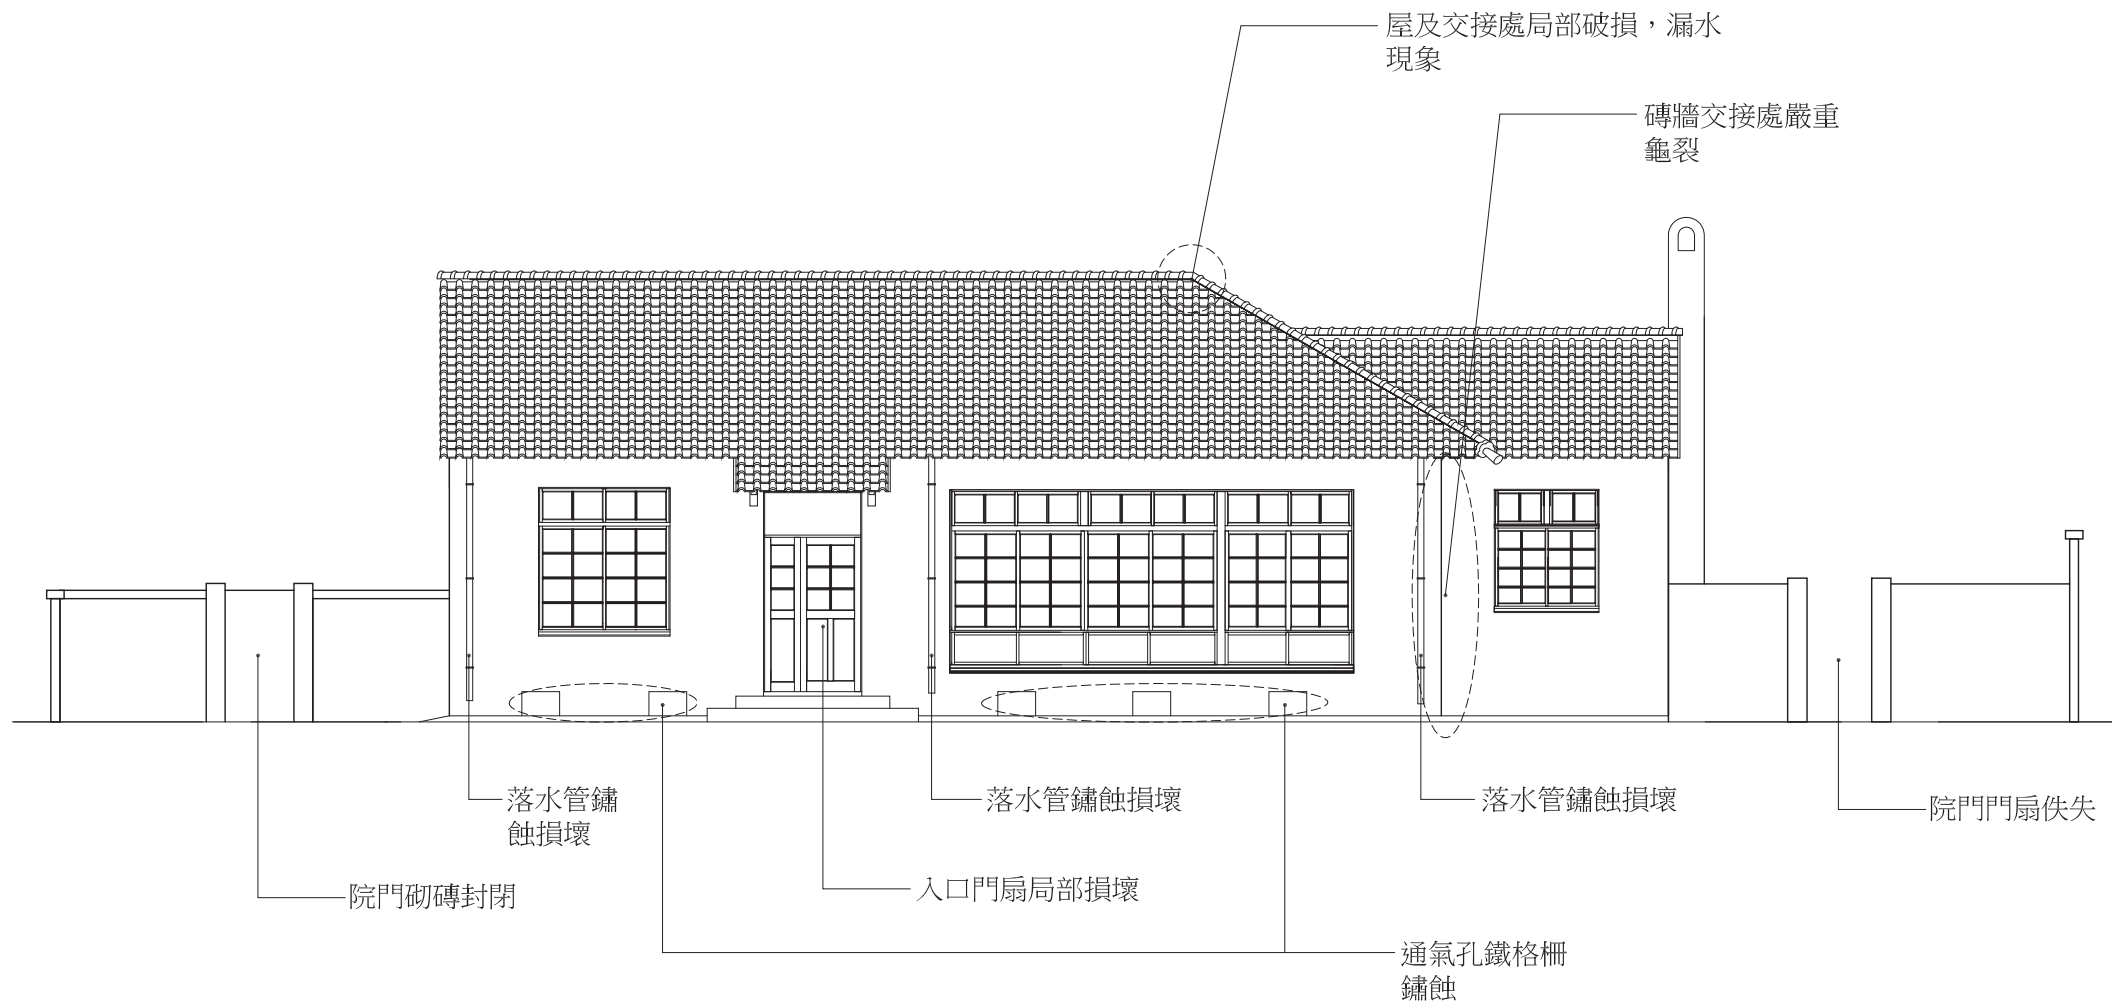 屋及交接處局部破損，漏水
現象
磚牆交接處嚴重
龜裂
落水管鏽
蝕損壞
落水管鏽蝕損壞
落水管鏽蝕損壞
院門門扇佚失
院門砌磚封閉
入口門扇局部損壞
通氣孔鐵格柵
鏽蝕